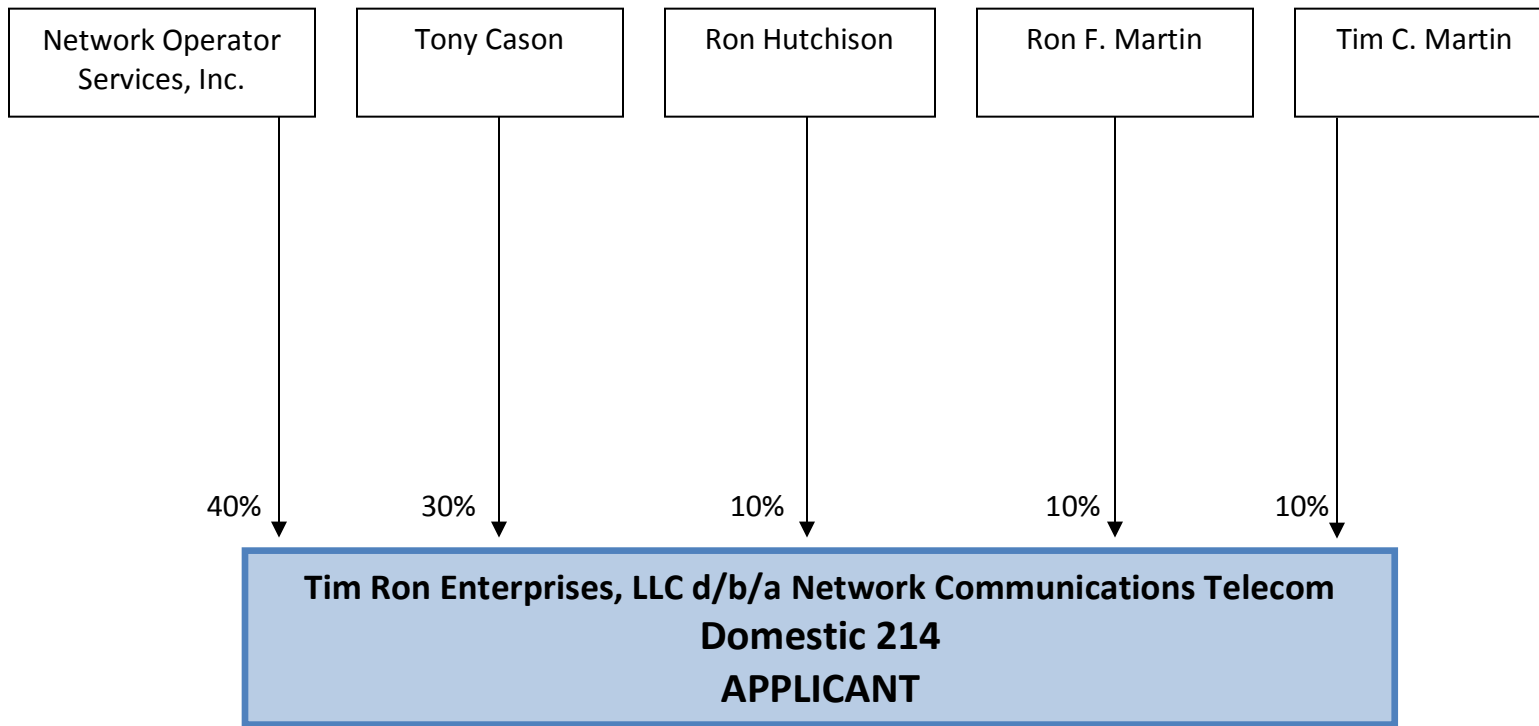 Network Operator
Services, Inc.
Tony Cason
Ron Hutchison
Ron F. Martin
Tim C. Martin
40%
30%
10%
10%
10%
Tim Ron Enterprises, LLC d/b/a Network Communications Telecom
Domestic 214
APPLICANT